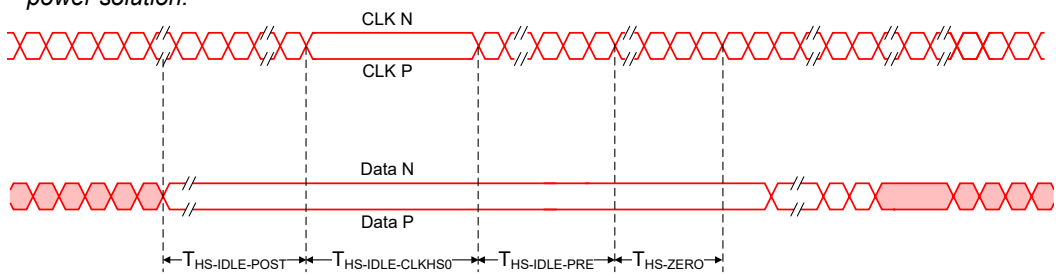 power solution.
CLK N
CLK P
Data N
Data P
THS-IDLE-POST THS-IDLE-CLKHS0 THS-IDLE-PRE THS-ZERO